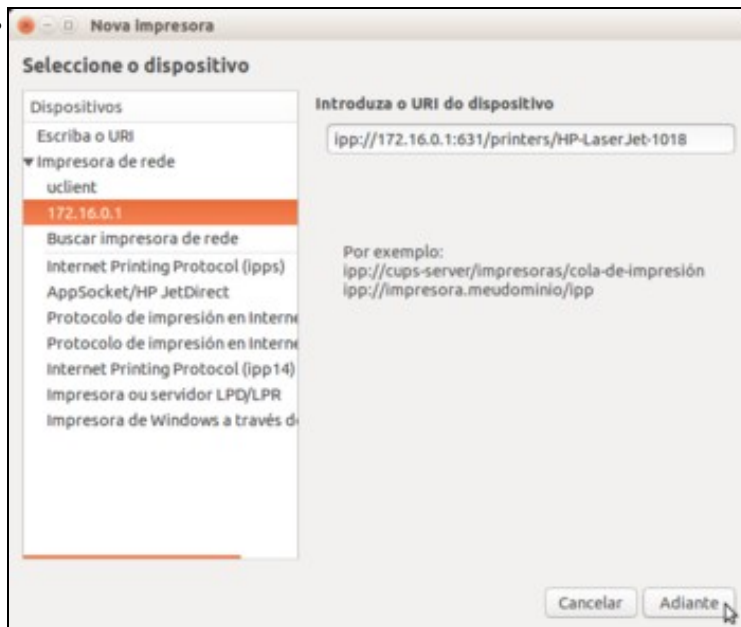 Nova impresora
Seleccione o dispositivo
Dispositivos
Escriba o URI
Impresora de rede
uclient
172.16.0.1
Buscar impresora de rede
Internet Printing Protocol (ipps)
AppSocket/HP JetDirect
Protocolo de impresión en Interne
Protocolo de impresión en Interne
Internet Printing Protocol (ipp14)
Impresora ou servidor LPD/LPR
Impresora de Windows a través de
Introduza o URI do dispositivo
ipp://172.16.0.1:631/printers/HP-LaserJet-1018
Por exemplo:
ipp://cups-server/impresoras/cola-de-impresión
ipp://impresora.meudominio/ipp
Cancelar
Adiante